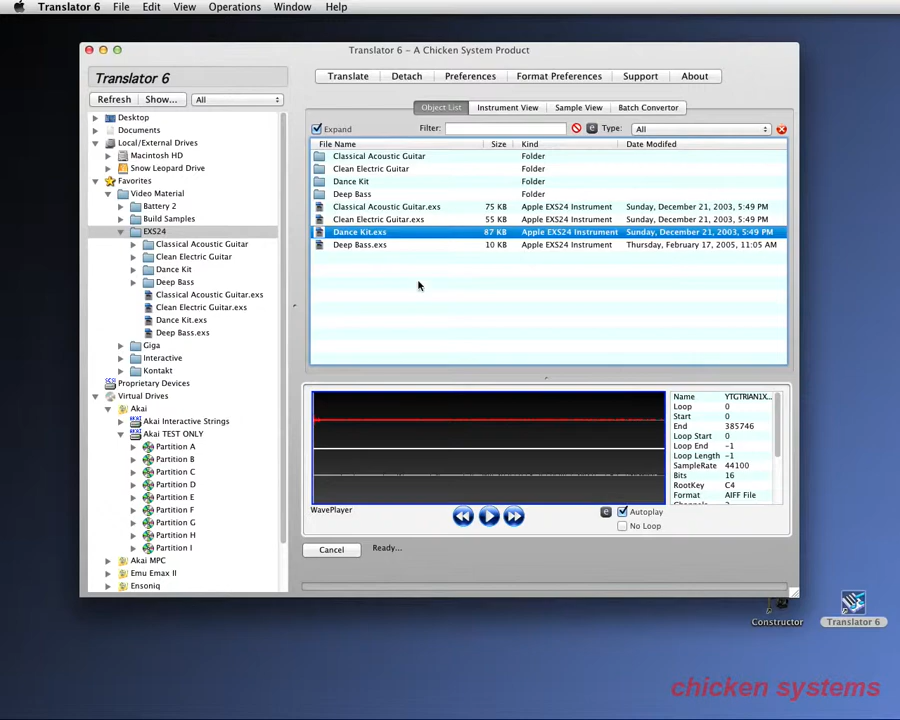 Translator 6 File Edit View Operations Window Help
Translator 6 – A Chicken System Product
Translator 6
Translate Detach Preferences Format Preferences Support About
Refresh Show... All
Object List Instrument View Sample View Batch Convertor
Expand Filter: e Type: All
File Name Size Kind Date Modifed
Classical Acoustic Guitar Folder
Clean Electric Guitar Folder
Dance Kit Folder
Deep Bass Folder
Classical Acoustic Guitar.exs 75 KB Apple EXS24 Instrument Sunday, December 21, 2003, 5:49 PM
Clean Electric Guitar.exs 55 KB Apple EXS24 Instrument Sunday, December 21, 2003, 5:49 PM
Dance Kit.exs 87 KB Apple EXS24 Instrument Sunday, December 21, 2003, 5:49 PM
Deep Bass.exs 10 KB Apple EXS24 Instrument Thursday, February 17, 2005, 11:05 AM
Desktop
Documents
Local/External Drives
Macintosh HD
Snow Leopard Drive
Favorites
Video Material
Battery 2
Build Samples
EXS24
Classical Acoustic Guitar
Clean Electric Guitar
Dance Kit
Deep Bass
Classical Acoustic Guitar.exs
Clean Electric Guitar.exs
Dance Kit.exs
Deep Bass.exs
Giga
Interactive
Kontakt
Proprietary Devices
Virtual Drives
Akai
Akai Interactive Strings
Akai TEST ONLY
Partition A
Partition B
Partition C
Partition D
Partition E
Partition F
Partition G
Partition H
Partition I
Akai MPC
Emu Emax II
Ensoniq
Name YTGTRIAN1X...
Loop 0
Start 0
End 385746
Loop Start 0
Loop End -1
Loop Length -1
SampleRate 44100
Bits 16
RootKey C4
Format AIFF File
WavePlayer
e Autoplay
No Loop
Cancel Ready...
Constructor
Translator 6
chicken systems